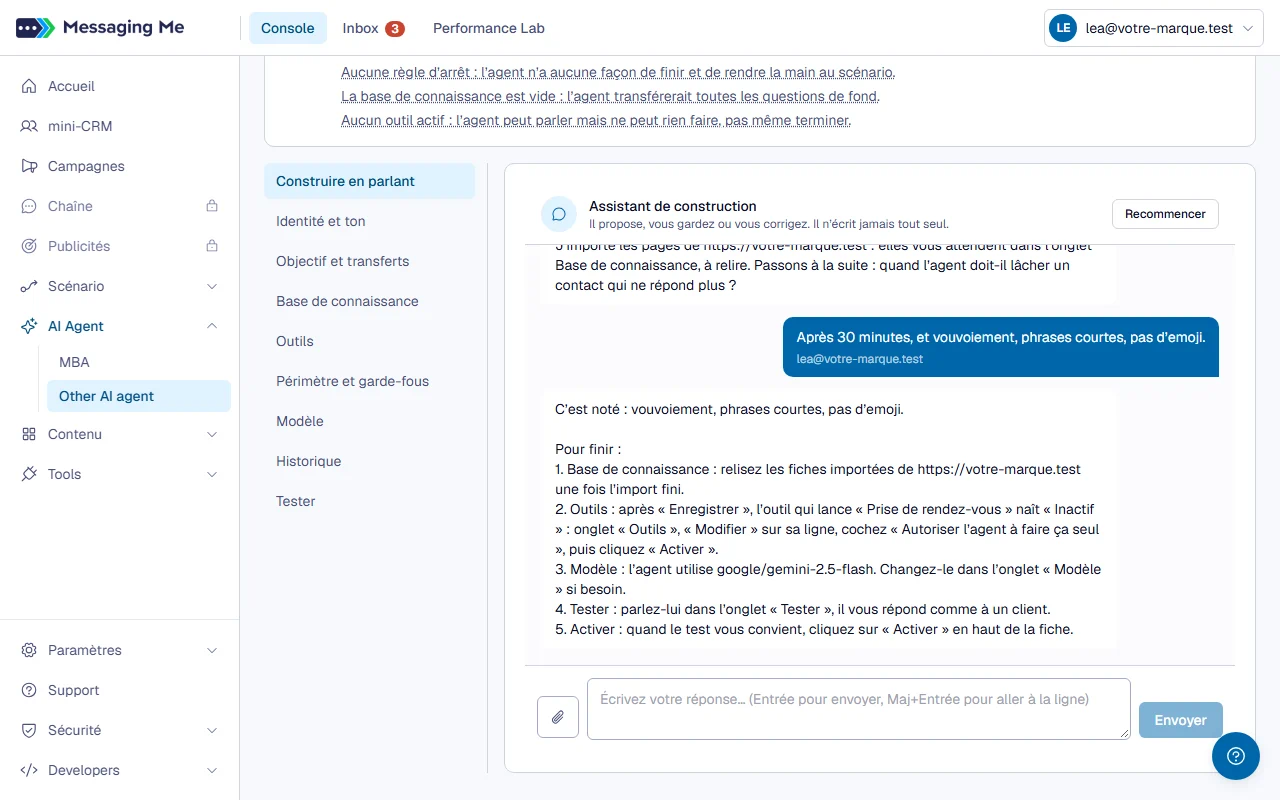 Messaging Me
Console
Inbox 3
Performance Lab
LE lea@votre-marque.test
Accueil
mini-CRM
Campagnes
Chaîne
Publicités
Scénario
AI Agent
MBA
Other AI agent
Contenu
Tools
Paramètres
Support
Sécurité
Developers
Aucune règle d'arrêt : l'agent n'a aucune façon de finir et de rendre la main au scénario.
La base de connaissance est vide : l'agent transférerait toutes les questions de fond.
Aucun outil actif : l'agent peut parler mais ne peut rien faire, pas même terminer.
Construire en parlant
Identité et ton
Objectif et transferts
Base de connaissance
Outils
Périmètre et garde-fous
Modèle
Historique
Tester
Assistant de construction
Il propose, vous gardez ou vous corrigez. Il n'écrit jamais tout seul.
Recommencer
J'importe les pages de https://votre-marque.test : elles vous attendent dans l'onglet
Base de connaissance, à relire. Passons à la suite : quand l'agent doit-il lâcher un
contact qui ne répond plus ?
Après 30 minutes, et vouvoiement, phrases courtes, pas d'emoji.
lea@votre-marque.test
C'est noté : vouvoiement, phrases courtes, pas d'emoji.
Pour finir :
1. Base de connaissance : relisez les fiches importées de https://votre-marque.test
une fois l'import fini.
2. Outils : après « Enregistrer », l'outil qui lance « Prise de rendez-vous » naît « Inactif
» : onglet « Outils », « Modifier » sur sa ligne, cochez « Autoriser l'agent à faire ça seul
», puis cliquez « Activer ».
3. Modèle : l'agent utilise google/gemini-2.5-flash. Changez-le dans l'onglet « Modèle
» si besoin.
4. Tester : parlez-lui dans l'onglet « Tester », il vous répond comme à un client.
5. Activer : quand le test vous convient, cliquez sur « Activer » en haut de la fiche.
Écrivez votre réponse… (Entrée pour envoyer, Maj+Entrée pour aller à la ligne)
Envoyer